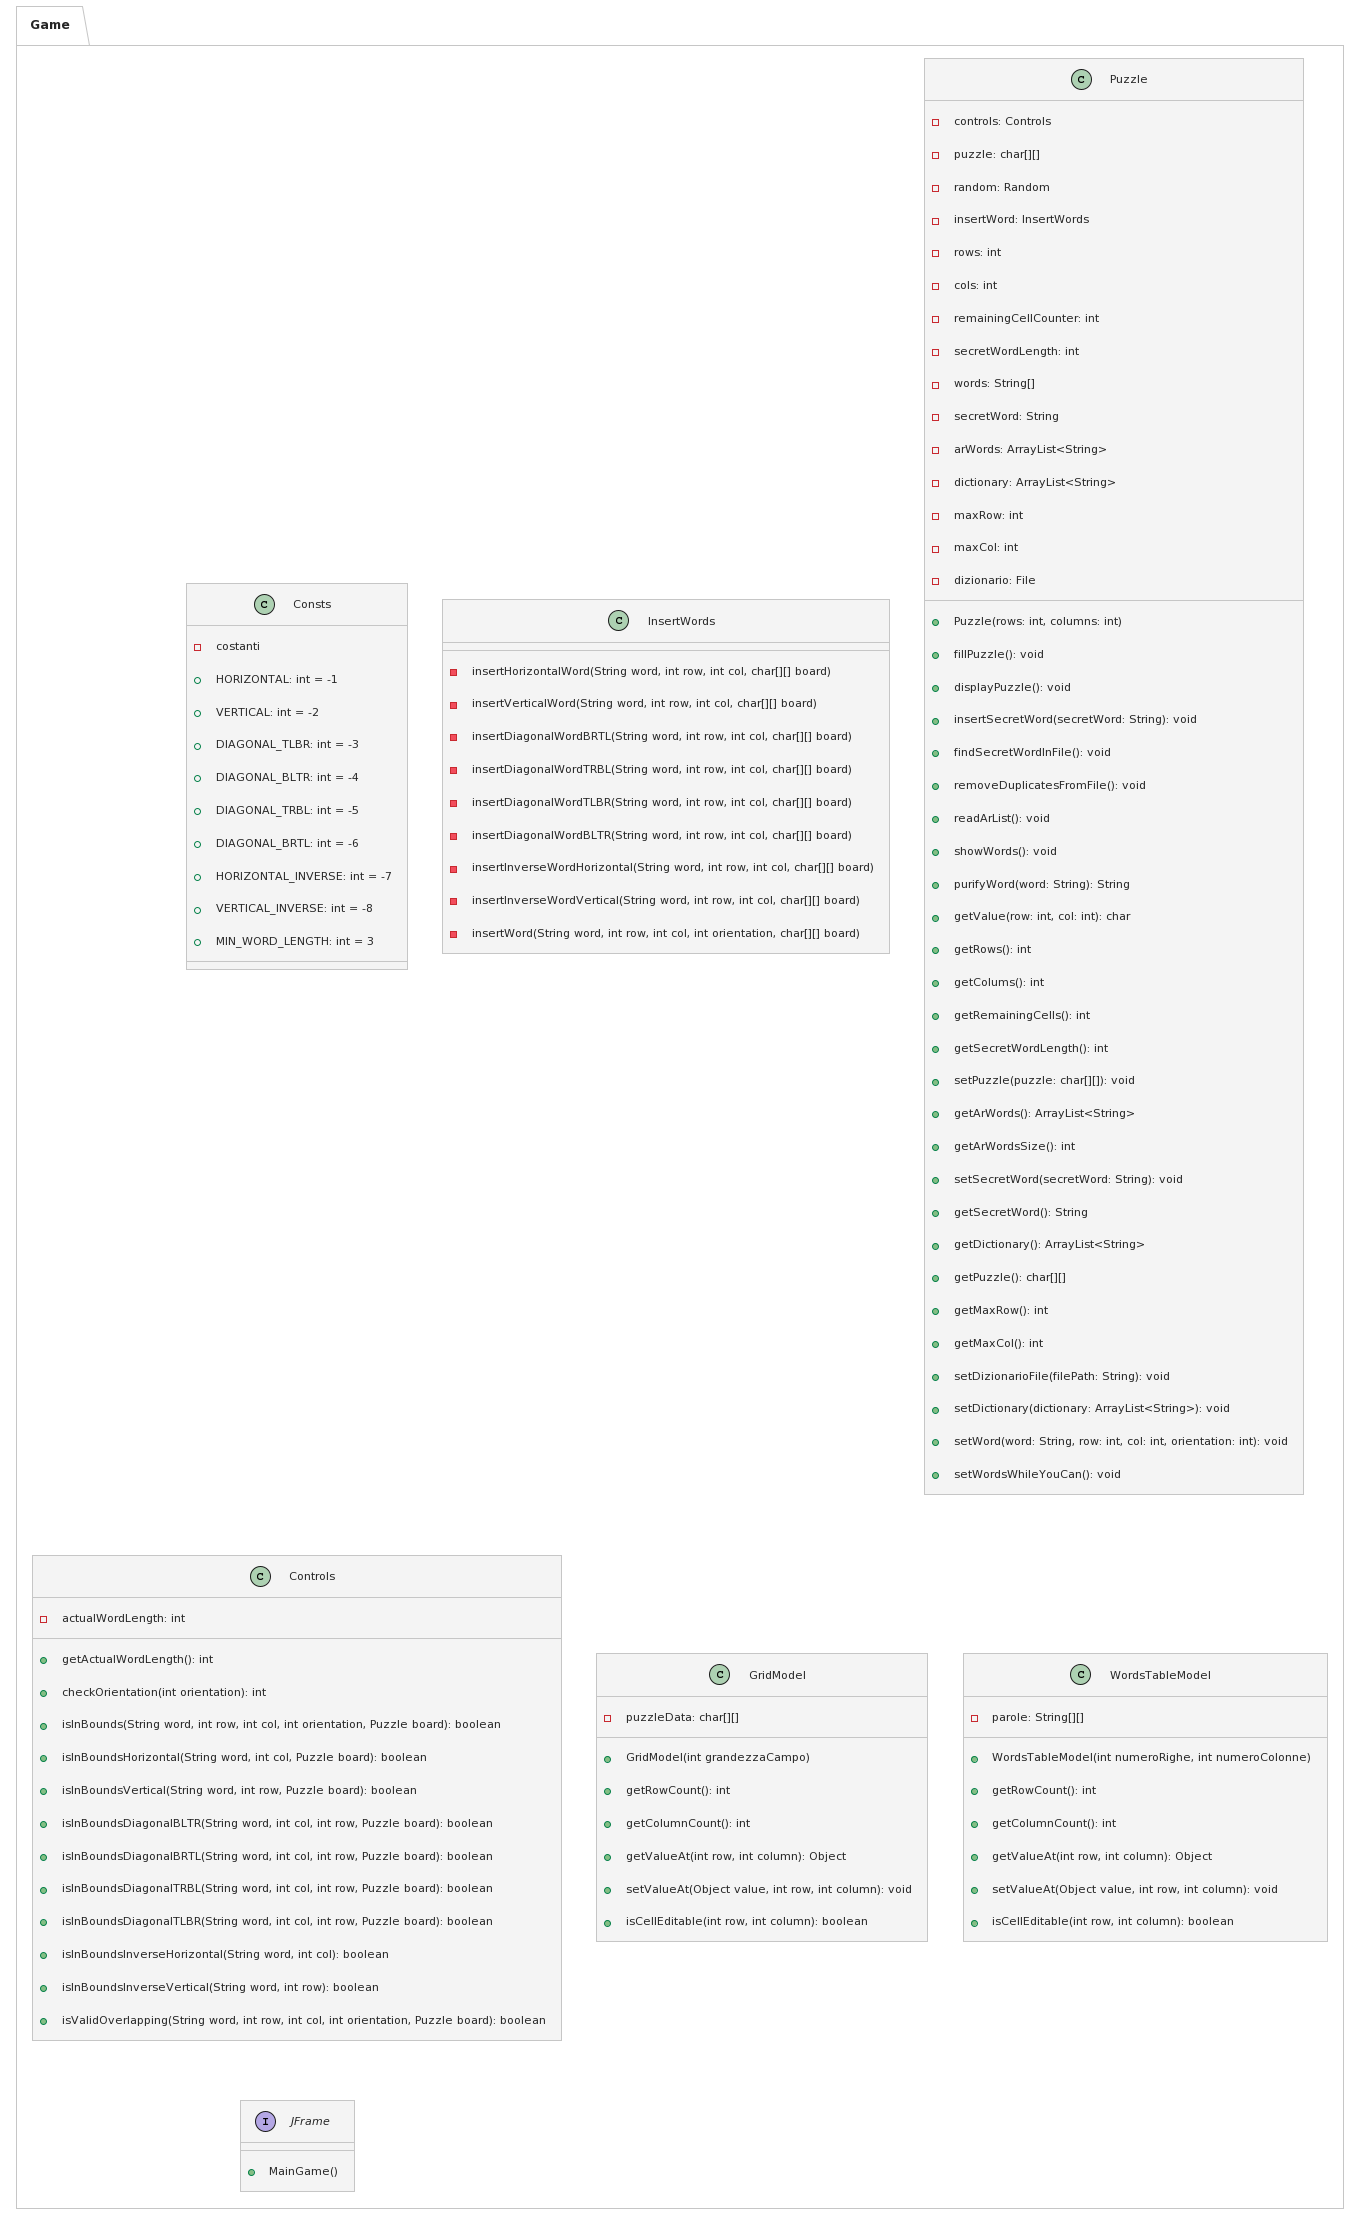 Game
C Puzzle
controls: Controls
puzzle: char[][]
random: Random
insertWord: InsertWords
rows: int
cols: int
remainingCellCounter: int
secretWordLength: int
words: String[]
secretWord: String
arWords: ArrayList<String>
dictionary: ArrayList<String>
maxRow: int
maxCol: int
dizionario: File
Puzzle(rows: int, columns: int)
fillPuzzle(): void
displayPuzzle(): void
insertSecretWord(secretWord: String): void
findSecretWordInFile(): void
removeDuplicatesFromFile(): void
readArList(): void
showWords(): void
purifyWord(word: String): String
getValue(row: int, col: int): char
getRows(): int
getColums(): int
getRemainingCells(): int
getSecretWordLength(): int
setPuzzle(puzzle: char[][]): void
getArWords(): ArrayList<String>
getArWordsSize(): int
setSecretWord(secretWord: String): void
getSecretWord(): String
getDictionary(): ArrayList<String>
getPuzzle(): char[][]
getMaxRow(): int
getMaxCol(): int
setDizionarioFile(filePath: String): void
setDictionary(dictionary: ArrayList<String>): void
setWord(word: String, row: int, col: int, orientation: int): void
setWordsWhileYouCan(): void
C Consts
costanti
HORIZONTAL: int = -1
VERTICAL: int = -2
DIAGONAL_TLBR: int = -3
DIAGONAL_BLTR: int = -4
DIAGONAL_TRBL: int = -5
DIAGONAL_BRTL: int = -6
HORIZONTAL_INVERSE: int = -7
VERTICAL_INVERSE: int = -8
MIN_WORD_LENGTH: int = 3
C InsertWords
insertHorizontalWord(String word, int row, int col, char[][] board)
insertVerticalWord(String word, int row, int col, char[][] board)
insertDiagonalWordBRTL(String word, int row, int col, char[][] board)
insertDiagonalWordTRBL(String word, int row, int col, char[][] board)
insertDiagonalWordTLBR(String word, int row, int col, char[][] board)
insertDiagonalWordBLTR(String word, int row, int col, char[][] board)
insertInverseWordHorizontal(String word, int row, int col, char[][] board)
insertInverseWordVertical(String word, int row, int col, char[][] board)
insertWord(String word, int row, int col, int orientation, char[][] board)
C Controls
actualWordLength: int
getActualWordLength(): int
checkOrientation(int orientation): int
isInBounds(String word, int row, int col, int orientation, Puzzle board): boolean
isInBoundsHorizontal(String word, int col, Puzzle board): boolean
isInBoundsVertical(String word, int row, Puzzle board): boolean
isInBoundsDiagonalBLTR(String word, int col, int row, Puzzle board): boolean
isInBoundsDiagonalBRTL(String word, int col, int row, Puzzle board): boolean
isInBoundsDiagonalTRBL(String word, int col, int row, Puzzle board): boolean
isInBoundsDiagonalTLBR(String word, int col, int row, Puzzle board): boolean
isInBoundsInverseHorizontal(String word, int col): boolean
isInBoundsInverseVertical(String word, int row): boolean
isValidOverlapping(String word, int row, int col, int orientation, Puzzle board): boolean
C GridModel
puzzleData: char[][]
GridModel(int grandezzaCampo)
getRowCount(): int
getColumnCount(): int
getValueAt(int row, int column): Object
setValueAt(Object value, int row, int column): void
isCellEditable(int row, int column): boolean
C WordsTableModel
parole: String[][]
WordsTableModel(int numeroRighe, int numeroColonne)
getRowCount(): int
getColumnCount(): int
getValueAt(int row, int column): Object
setValueAt(Object value, int row, int column): void
isCellEditable(int row, int column): boolean
I JFrame
MainGame()